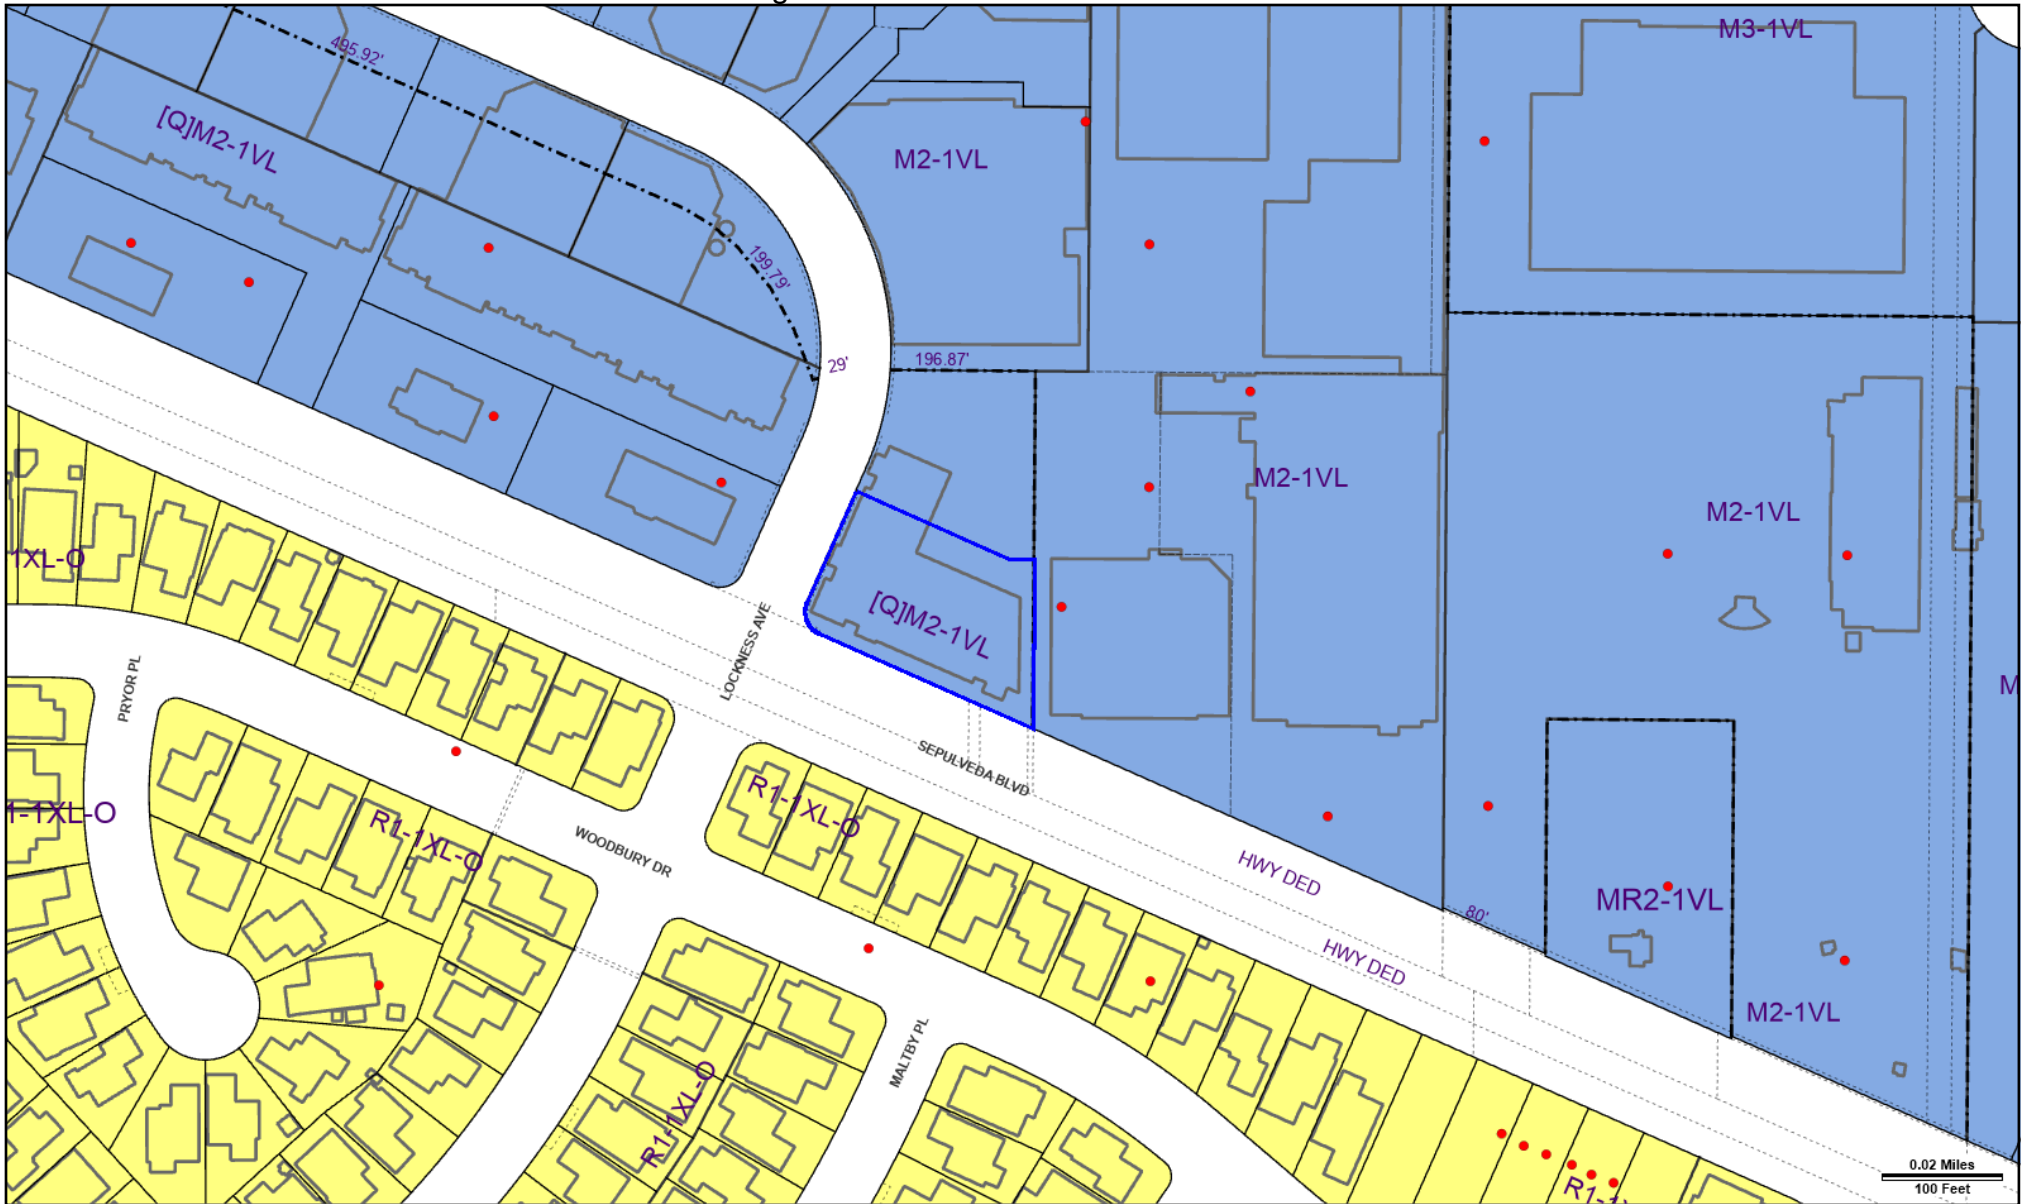 M3-1VL
495.92'
[Q]M2-1VL
M2-1VL
199.79'
29'
196.87'
M2-1VL
M2-1VL
1XL-O
[Q]M2-1VL
LOCKNESS AVE
PRYOR PL
M
SEPULVEDA BLVD
R1-1XL-O
1-1XL-O
R1-1XL-O
WOODBURY DR
HWY DED
MR2-1VL
80'
HWY DED
M2-1VL
MALTBY PL
R1-1XL-O
0.02 Miles
100 Feet